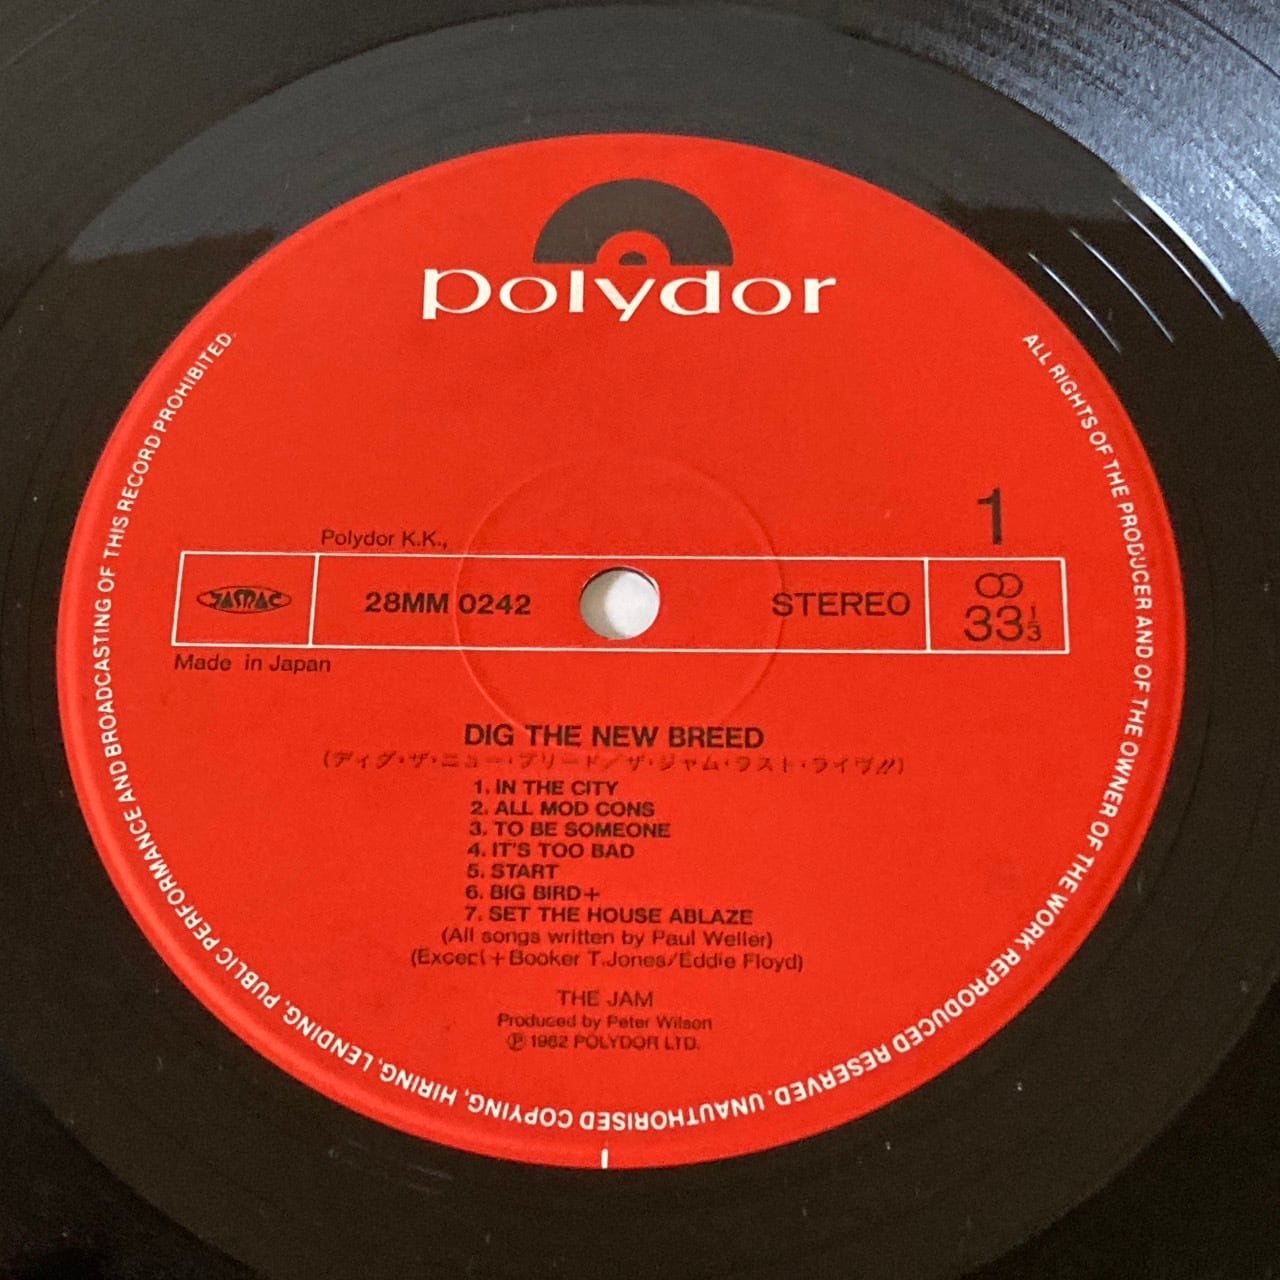 polydor
1
Polydor K.K.,
JASRAC
28MM 0242
STEREO
33 1/3
Made in Japan
DIG THE NEW BREED
(ディグ・ザ・ニュー・ブリード/ザ・ジャム・ラスト・ライヴ!!)
1. IN THE CITY
2. ALL MOD CONS
3. TO BE SOMEONE
4. IT'S TOO BAD
5. START
6. BIG BIRD+
7. SET THE HOUSE ABLAZE
(All songs written by Paul Weller)
(Except+Booker T.Jones/Eddie Floyd)
THE JAM
Produced by Peter Wilson
Ⓟ 1982 POLYDOR LTD.
ALL RIGHTS OF THE PRODUCER AND OF THE OWNER OF THE WORK REPRODUCED RESERVED. UNAUTHORISED COPYING, HIRING, LENDING, PUBLIC PERFORMANCE AND BROADCASTING OF THIS RECORD PROHIBITED.